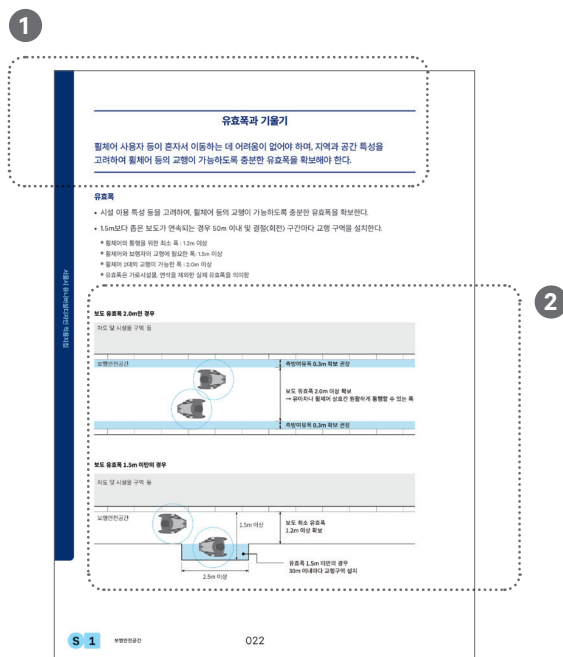 1
유효폭과 기울기
휠체어 사용자 등이 혼자서 이동하는 데 어려움이 없어야 하며, 지역과 공간 특성을
고려하여 휠체어 등의 교행이 가능하도록 충분한 유효폭을 확보해야 한다.
유효폭
• 시설 이용 특성 등을 고려하여, 휠체어 등의 교행이 가능하도록 충분한 유효폭을 확보한다.
• 1.5m보다 좁은 보도가 연속되는 경우 50m 이내 및 결절(회전) 구간마다 교행 구역을 설치한다.
* 휠체어의 통행을 위한 최소 폭 : 1.2m 이상
* 휠체어와 보행자의 교행에 필요한 폭: 1.5m 이상
* 휠체어 2대의 교행이 가능한 폭 : 2.0m 이상
* 유효폭은 가로시설물, 연석을 제외한 실제 유효폭을 의미함
서울시 유니버설디자인 적용지침
2
보도 유효폭 2.0m인 경우
차도 및 시설물 구역 등
보행안전공간
측방여유폭 0.3m 확보 권장
보도 유효폭 2.0m 이상 확보
→ 유아차나 휠체어 상호간 원활하게 통행할 수 있는 폭
측방여유폭 0.3m 확보 권장
보도 유효폭 1.5m 미만의 경우
차도 및 시설물 구역 등
보행안전공간
1.5m 이상
보도 최소 유효폭
1.2m 이상 확보
유효폭 1.5m 미만의 경우
30m 이내마다 교행구역 설치
2.5m 이상
S 1 보행안전공간
022